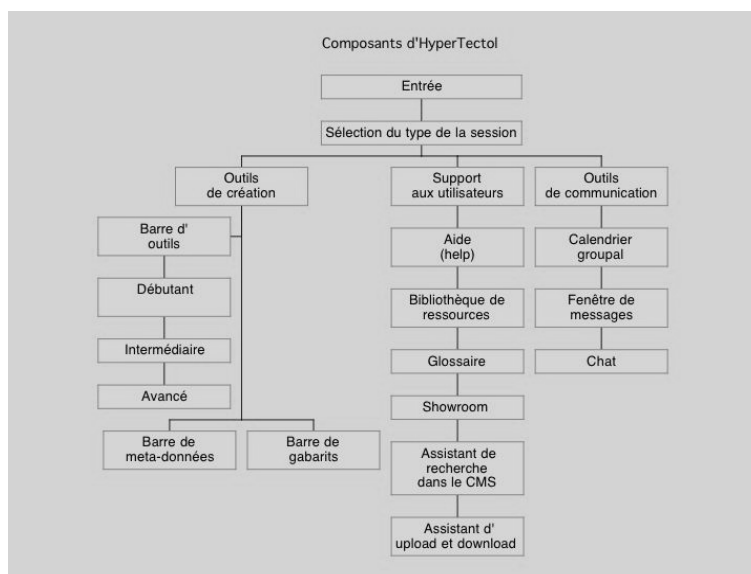 Composants d'HyperTectol
Entrée
Sélection du type de la session
Outils
de création
Support
aux utilisateurs
Outils
de communication
Barre d'
outils
Débutant
Intermédiaire
Avancé
Barre de
meta-données
Barre de
gabarits
Aide
(help)
Bibliothèque de
ressources
Glossaire
Showroom
Assistant de
recherche
dans le CMS
Assistant d'
upload et download
Calendrier
groupal
Fenêtre de
messages
Chat